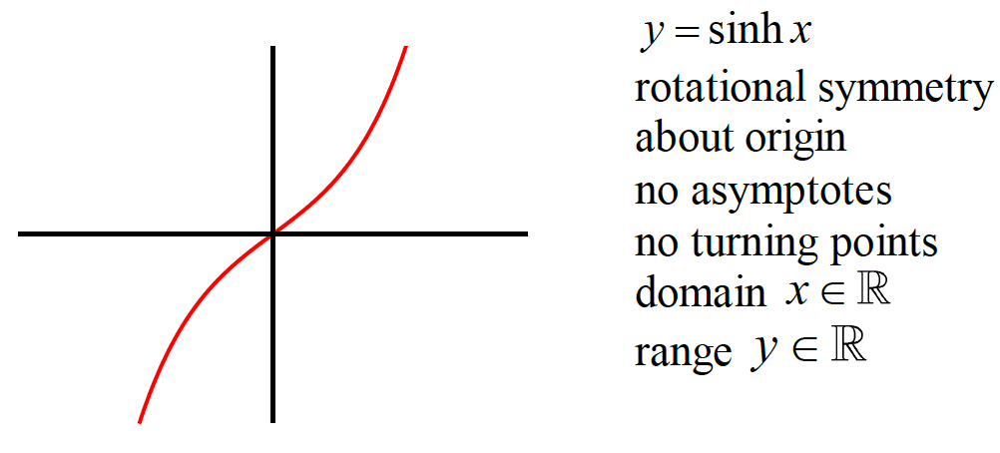 y = sinh x
rotational symmetry
about origin
no asymptotes
no turning points
domain x ∈ ℝ
range y ∈ ℝ